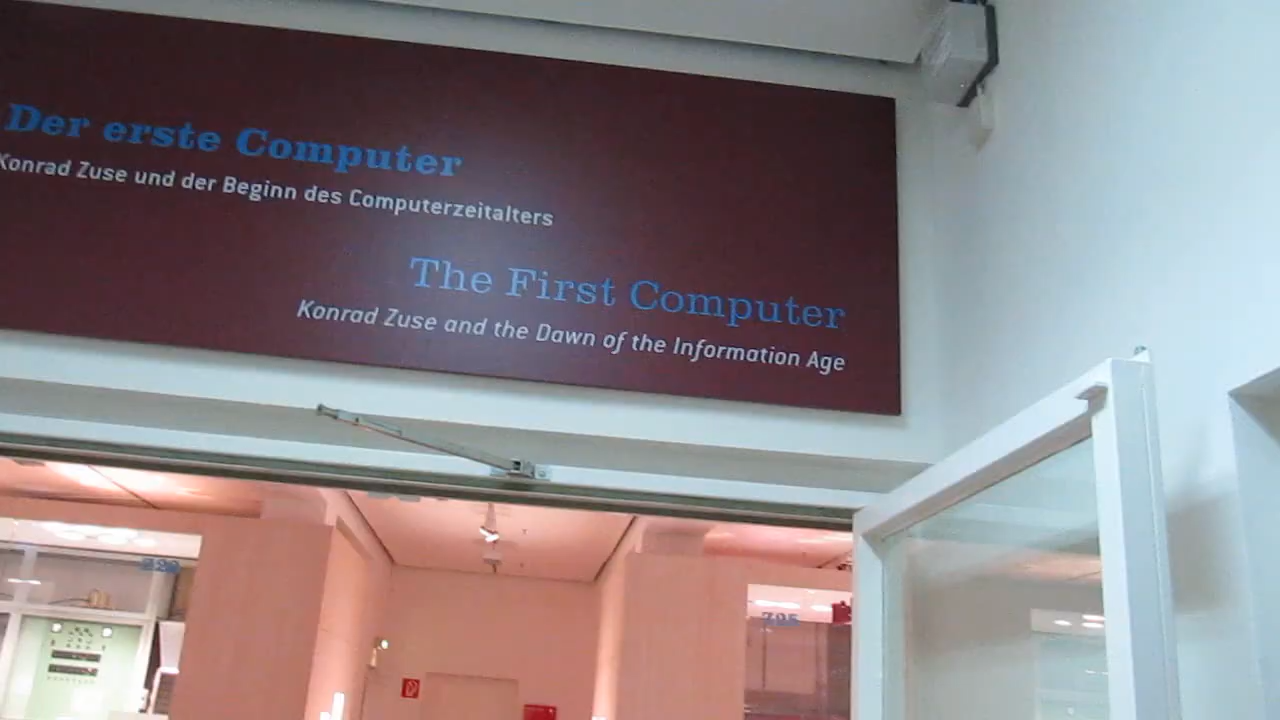 Der erste Computer
Konrad Zuse und der Beginn des Computerzeitalters
The First Computer
Konrad Zuse and the Dawn of the Information Age
Z25